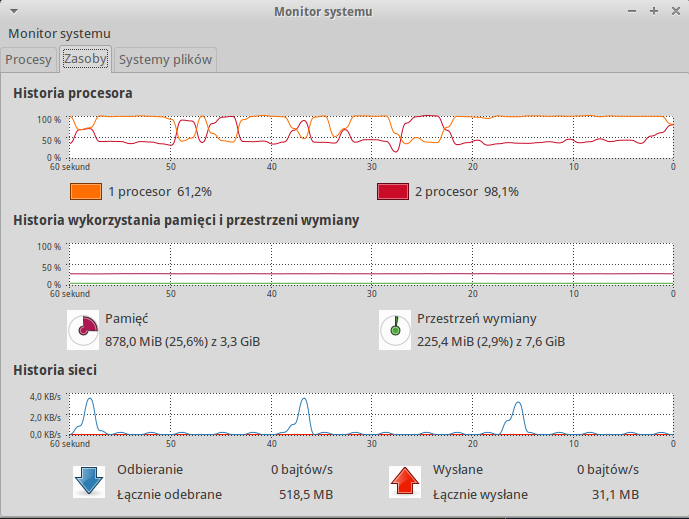 Monitor systemu
Monitor systemu
Procesy Zasoby Systemy plików
Historia procesora
100 %
50 %
0 %
60 sekund 50 40 30 20 10 0
1 procesor 61,2% 2 procesor 98,1%
Historia wykorzystania pamięci i przestrzeni wymiany
100 %
50 %
0 %
60 sekund 50 40 30 20 10 0
Pamięć Przestrzeń wymiany
878,0 MiB (25,6%) z 3,3 GiB 225,4 MiB (2,9%) z 7,6 GiB
Historia sieci
4,0 KB/s
2,0 KB/s
0,0 KB/s
60 sekund 50 40 30 20 10 0
Odbieranie 0 bajtów/s Wysłane 0 bajtów/s
Łącznie odebrane 518,5 MB Łącznie wysłane 31,1 MB